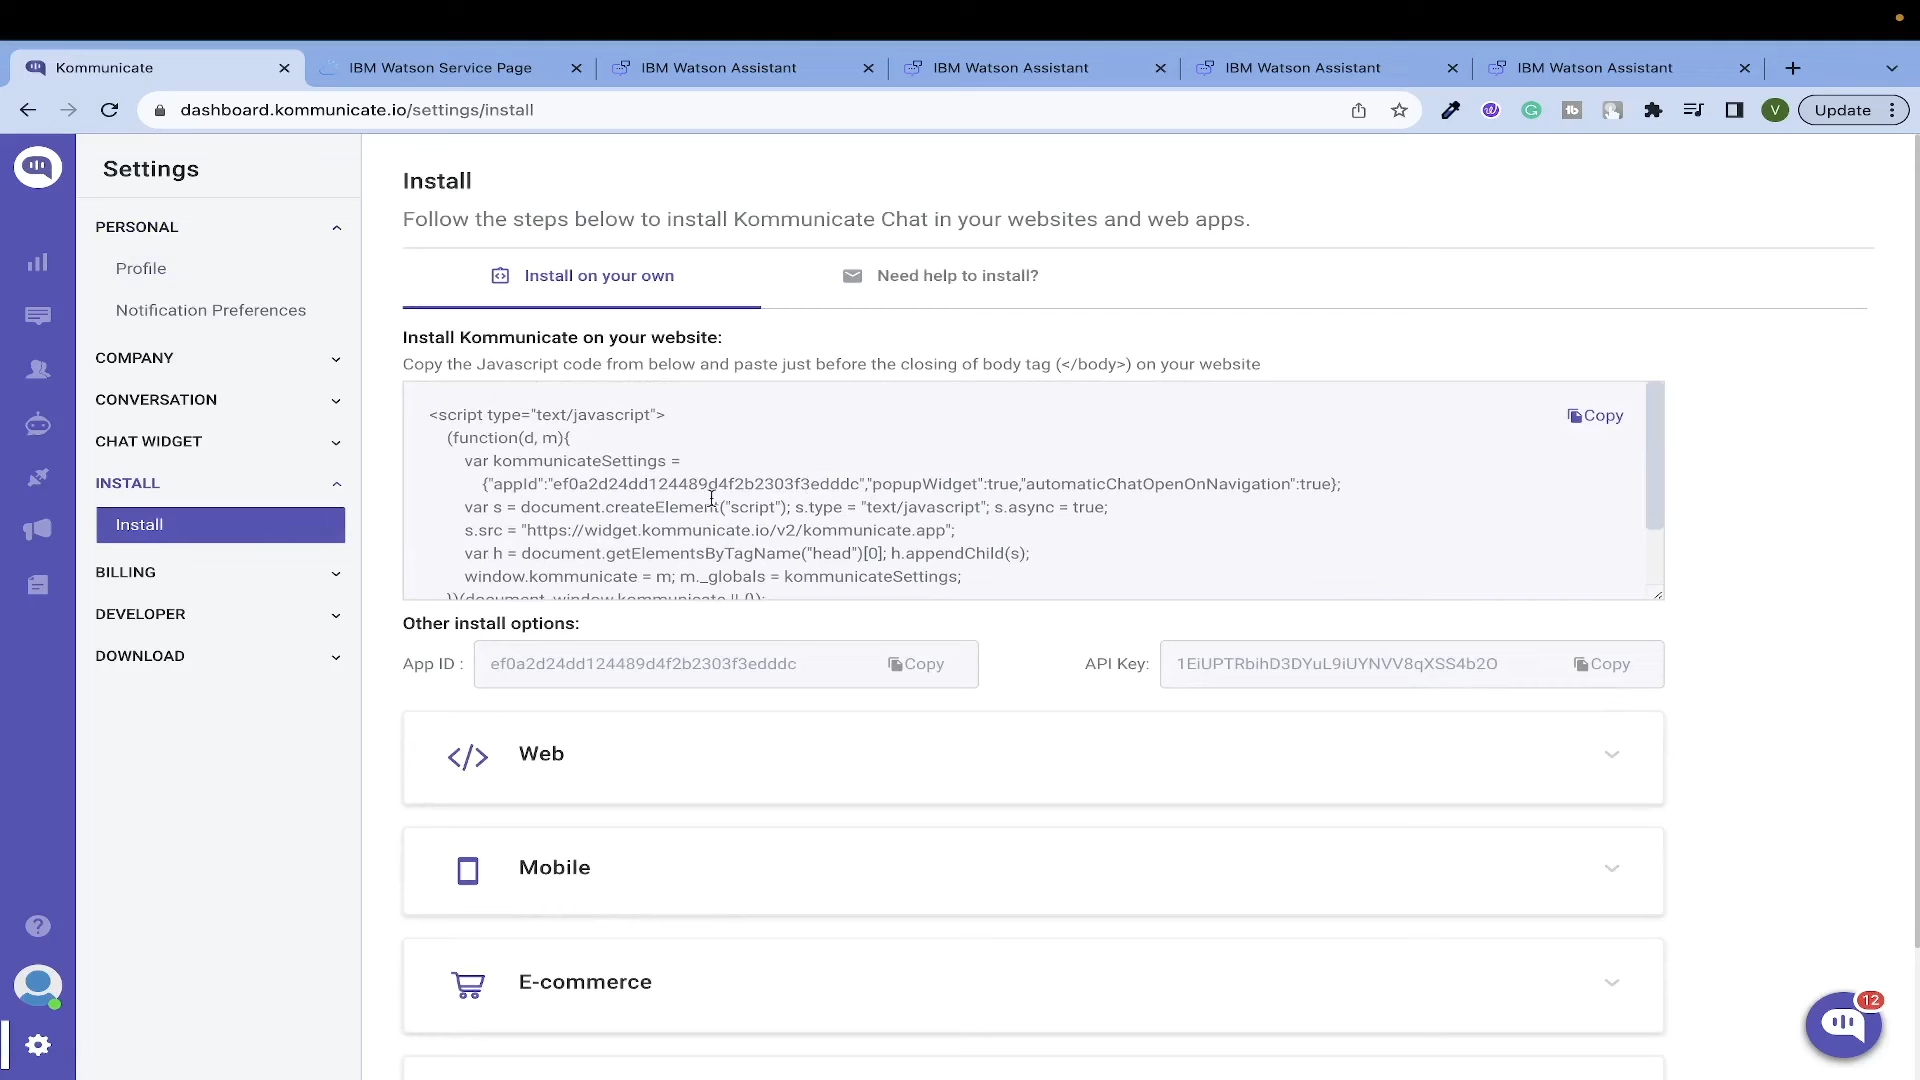 Kommunicate
IBM Watson Service Page
IBM Watson Assistant
IBM Watson Assistant
IBM Watson Assistant
IBM Watson Assistant
dashboard.kommunicate.io/settings/install
tb
V
Update
Settings
PERSONAL
Profile
Notification Preferences
COMPANY
CONVERSATION
CHAT WIDGET
INSTALL
Install
BILLING
DEVELOPER
DOWNLOAD
Install
Follow the steps below to install Kommunicate Chat in your websites and web apps.
Install on your own
Need help to install?
Install Kommunicate on your website:
Copy the Javascript code from below and paste just before the closing of body tag (</body>) on your website
<script type="text/javascript">
Copy
(function(d, m){
var kommunicateSettings =
{"appId":"ef0a2d24dd124489d4f2b2303f3edddc","popupWidget":true,"automaticChatOpenOnNavigation":true};
var s = document.createElement("script"); s.type = "text/javascript"; s.async = true;
s.src = "https://widget.kommunicate.io/v2/kommunicate.app";
var h = document.getElementsByTagName("head")[0]; h.appendChild(s);
window.kommunicate = m; m._globals = kommunicateSettings;
})(document, window.kommunicate || {});
Other install options:
App ID : ef0a2d24dd124489d4f2b2303f3edddc Copy
API Key: 1EiUPTRbihD3DYuL9iUYNVV8qXSS4b2O Copy
</> Web
Mobile
E-commerce
12